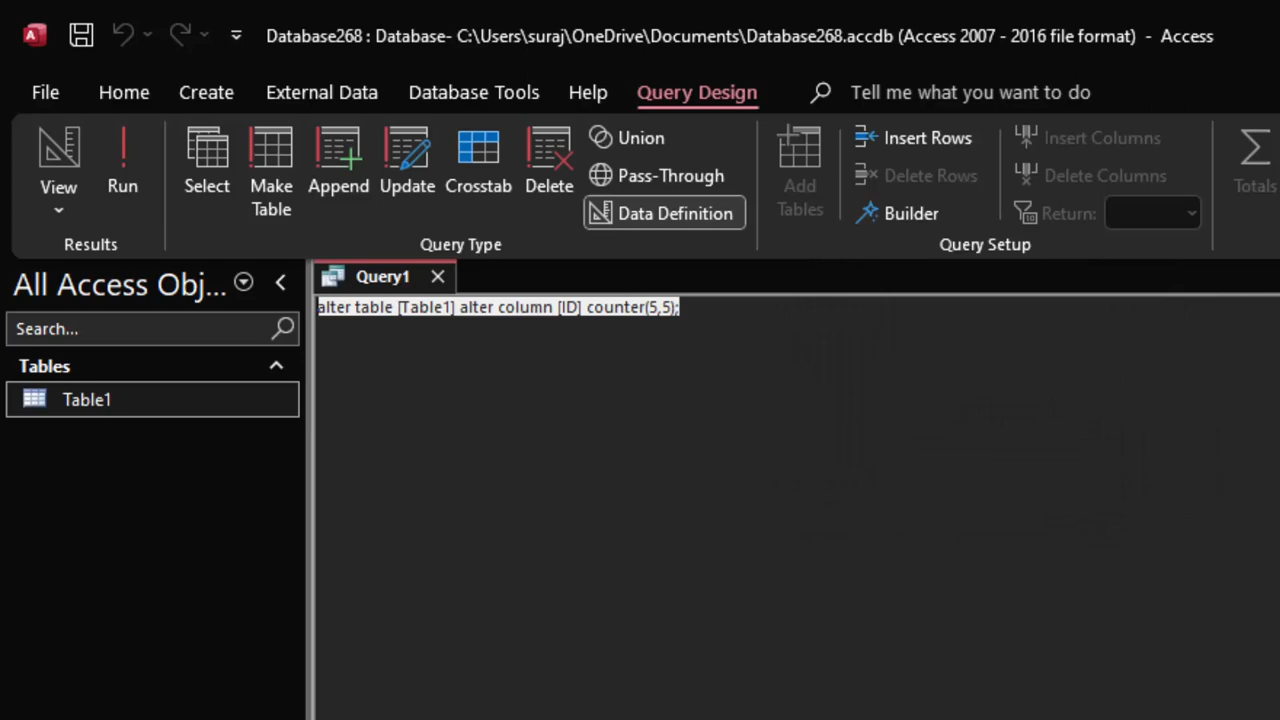 Database268 : Database- C:\Users\suraj\OneDrive\Documents\Database268.accdb (Access 2007 - 2016 file format) - Access
File Home Create External Data Database Tools Help Query Design Tell me what you want to do
View
Run
Results
Select
Make
Table
Append
Update
Crosstab
Delete
Union
Pass-Through
Data Definition
Query Type
Add
Tables
Insert Rows
Delete Rows
Builder
Insert Columns
Delete Columns
Return:
Query Setup
Totals
All Access Obj...
Search...
Tables
Table1
Query1
alter table [Table1] alter column [ID] counter(5,5);